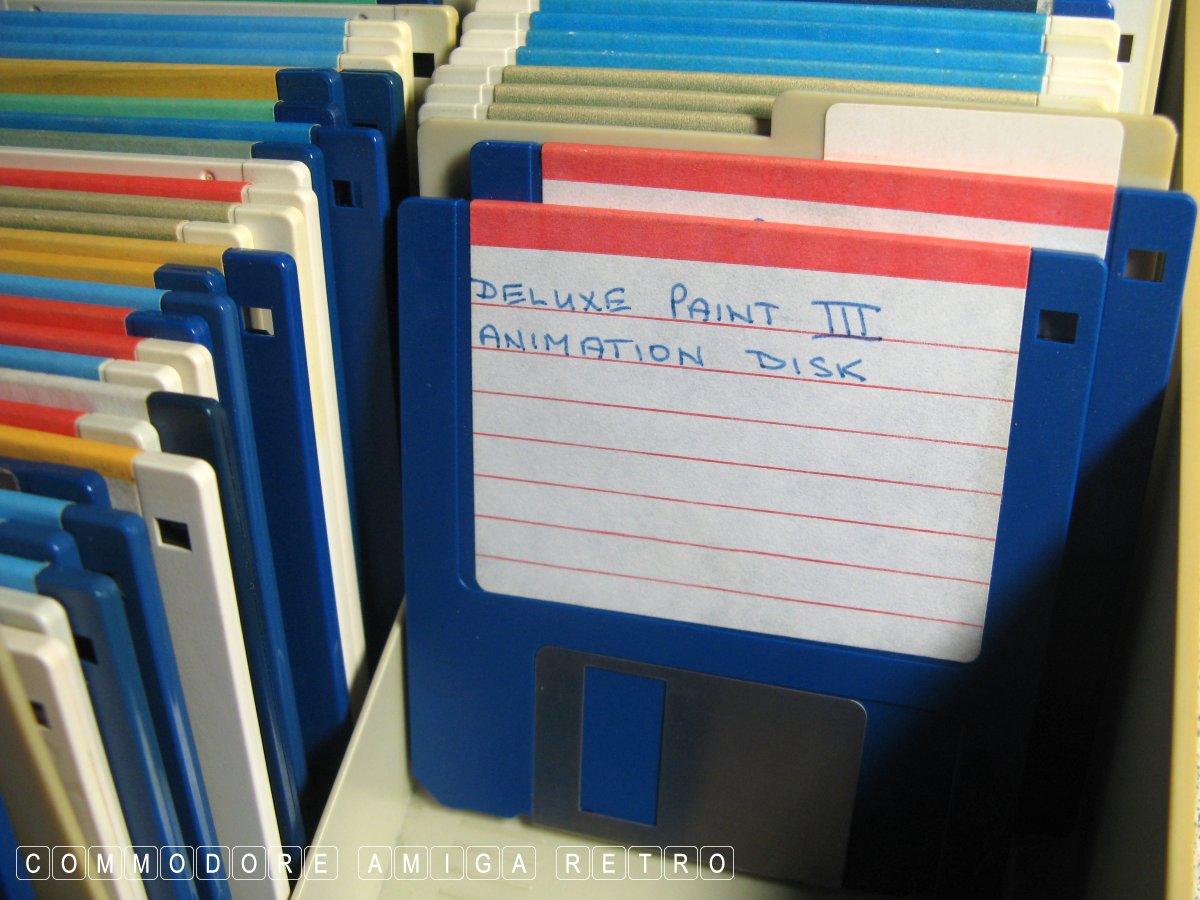 DELUXE PAINT III
ANIMATION DISK
COMMODORE AMIGA RETRO